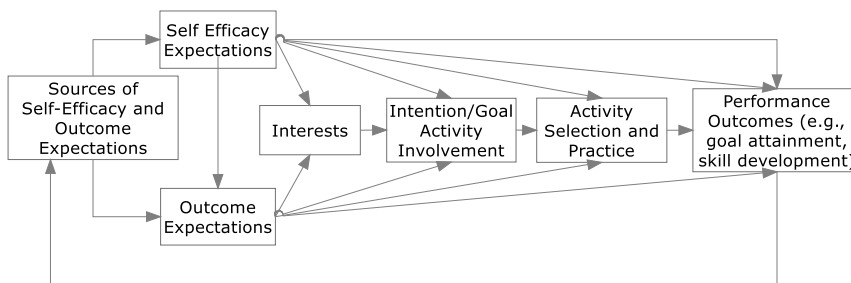 Self Efficacy
Expectations
Sources of
Self-Efficacy and
Outcome
Expectations
Interests
Intention/Goal
Activity
Involvement
Activity
Selection and
Practice
Performance
Outcomes (e.g.,
goal attainment,
skill development)
Outcome
Expectations